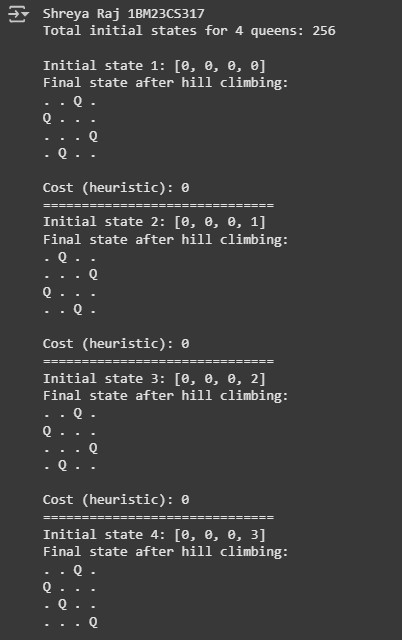 Shreya Raj 1BM23CS317
Total initial states for 4 queens: 256
Initial state 1: [0, 0, 0, 0]
Final state after hill climbing:
. . Q .
Q . . .
. . . Q
. Q . .
Cost (heuristic): 0
==============================
Initial state 2: [0, 0, 0, 1]
Final state after hill climbing:
. Q . .
. . . Q
Q . . .
. . Q .
Cost (heuristic): 0
==============================
Initial state 3: [0, 0, 0, 2]
Final state after hill climbing:
. . Q .
Q . . .
. . . Q
. Q . .
Cost (heuristic): 0
==============================
Initial state 4: [0, 0, 0, 3]
Final state after hill climbing:
. . Q .
Q . . .
. Q . .
. . . Q